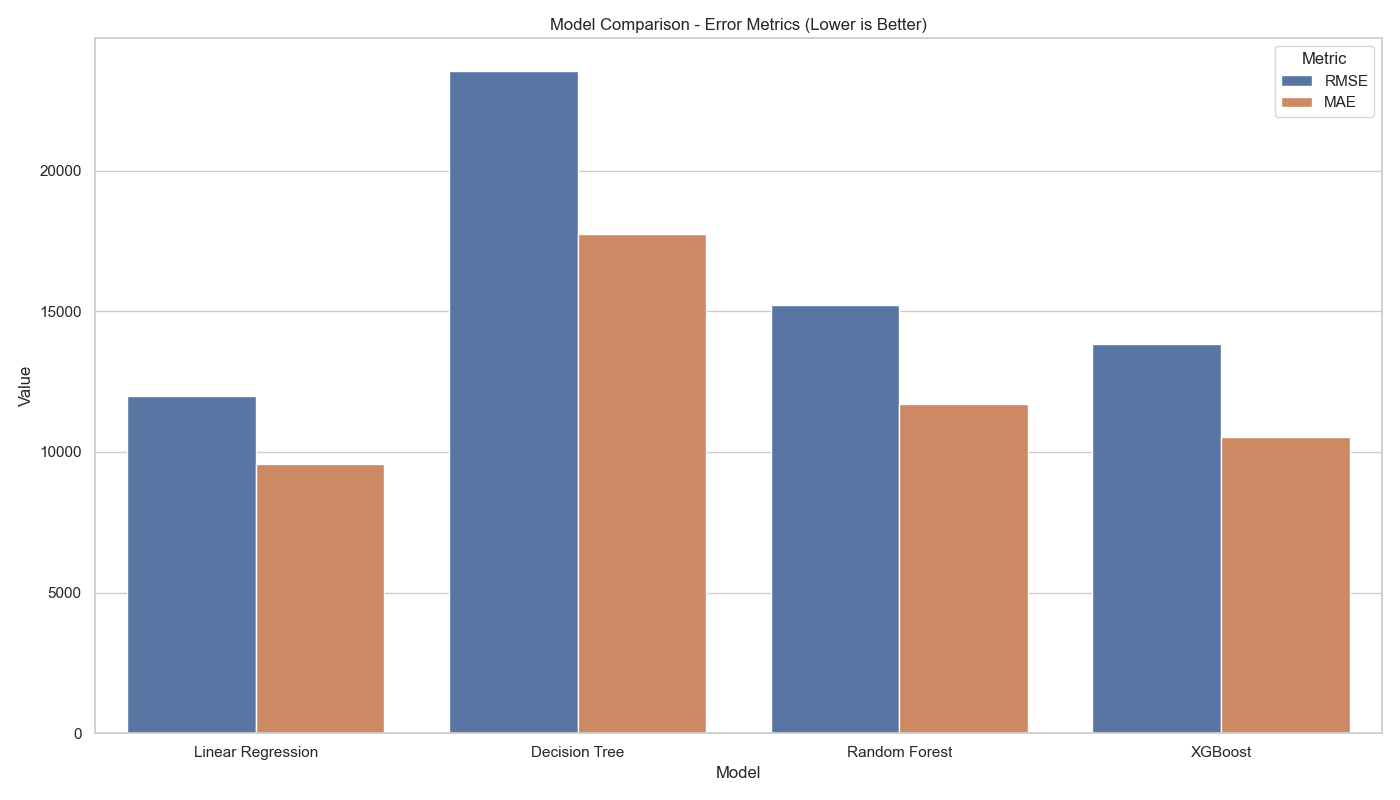 Model Comparison - Error Metrics (Lower is Better)
Metric
RMSE
MAE
Value
20000
15000
10000
5000
0
Linear Regression
Decision Tree
Random Forest
XGBoost
Model